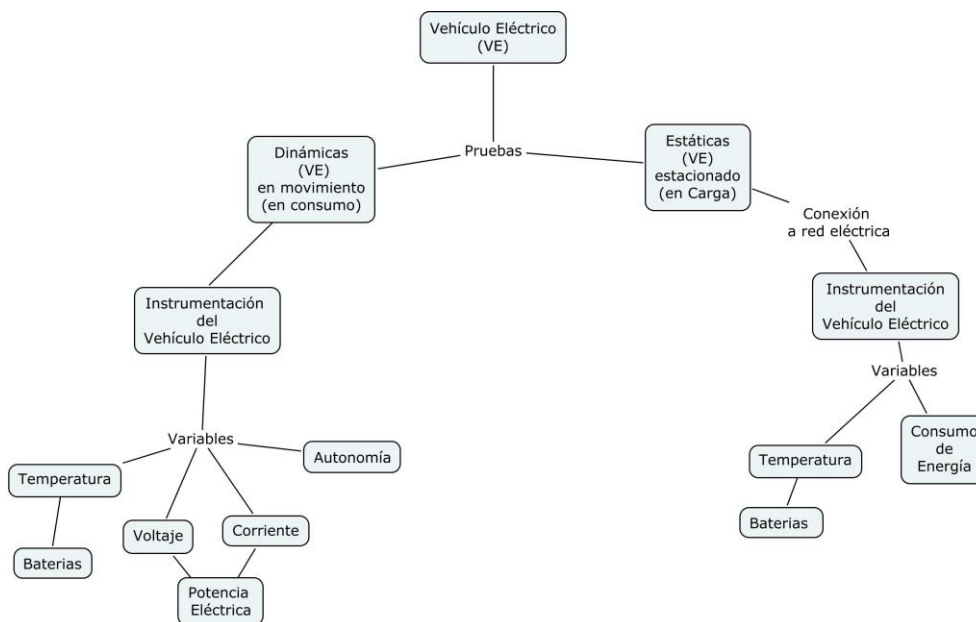 Vehículo Eléctrico
(VE)
Pruebas
Dinámicas
(VE)
en movimiento
(en consumo)
Estáticas
(VE)
estacionado
(en Carga)
Conexión
a red eléctrica
Instrumentación
del
Vehículo Eléctrico
Instrumentación
del
Vehículo Eléctrico
Variables
Variables
Temperatura
Autonomía
Voltaje
Corriente
Baterias
Potencia
Eléctrica
Temperatura
Consumo
de
Energía
Baterias